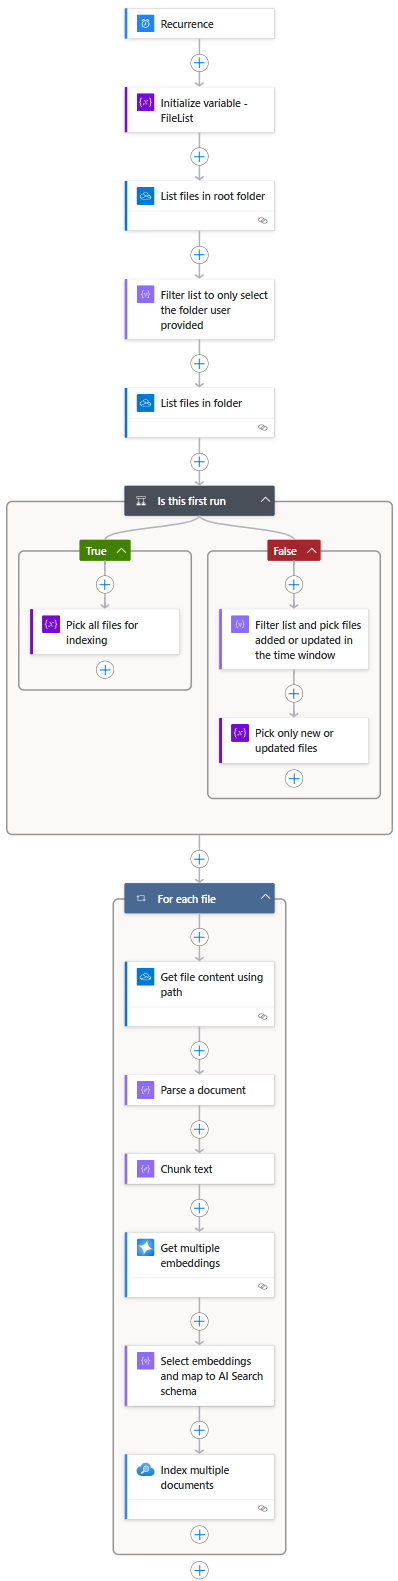 Recurrence
Initialize variable -
FileList
List files in root folder
Filter list to only select
the folder user
provided
List files in folder
Is this first run
True
Pick all files for
indexing
False
Filter list and pick files
added or updated in
the time window
Pick only new or
updated files
For each file
Get file content using
path
Parse a document
Chunk text
Get multiple
embeddings
Select embeddings
and map to AI Search
schema
Index multiple
documents